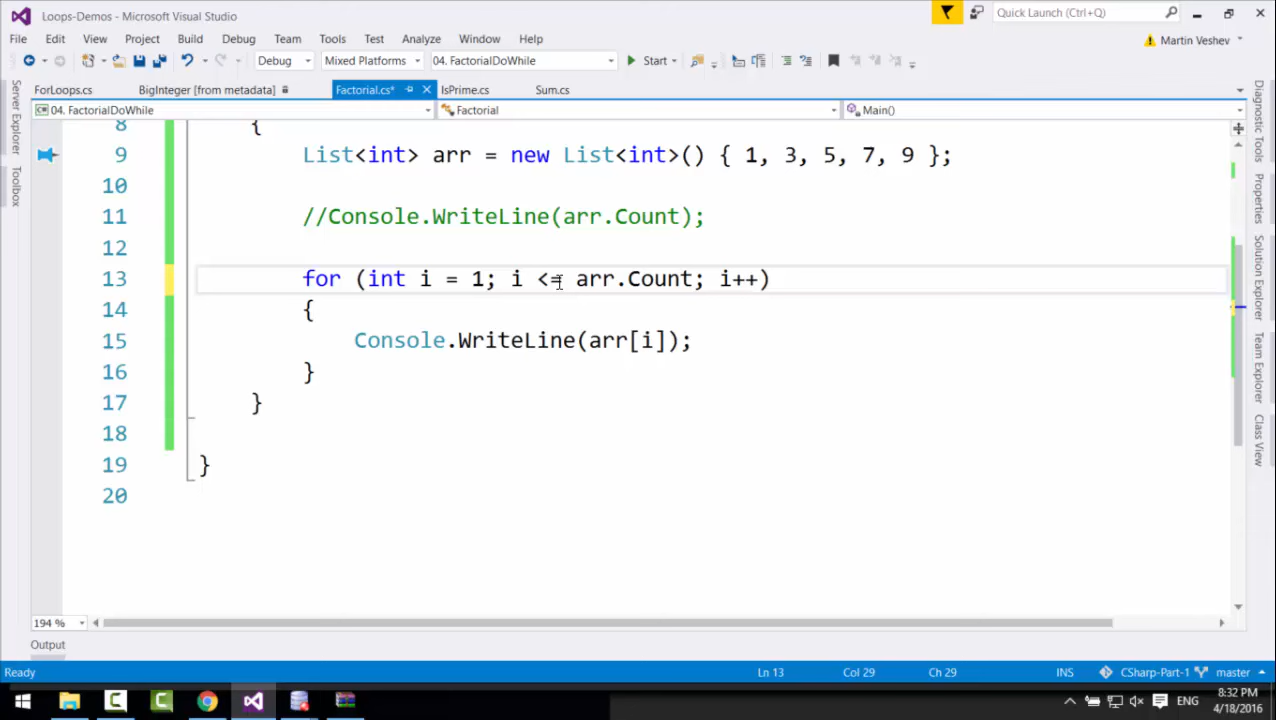 Loops-Demos - Microsoft Visual Studio
Quick Launch (Ctrl+Q)
File Edit View Project Build Debug Team Tools Test Analyze Window Help
Martin Veshev
Debug Mixed Platforms 04. FactorialDoWhile Start
ForLoops.cs BigInteger [from metadata] Factorial.cs* IsPrime.cs Sum.cs
04. FactorialDoWhile Factorial Main()
Server Explorer
Toolbox
8 {
9 List<int> arr = new List<int>() { 1, 3, 5, 7, 9 };
10
11 //Console.WriteLine(arr.Count);
12
13 for (int i = 1; i <= arr.Count; i++)
14 {
15 Console.WriteLine(arr[i]);
16 }
17 }
18
19 }
20
Diagnostic Tools
Properties
Solution Explorer
Team Explorer
Class View
194 %
Output
Ready Ln 13 Col 29 Ch 29 INS CSharp-Part-1 master
ENG 8:32 PM
4/18/2016